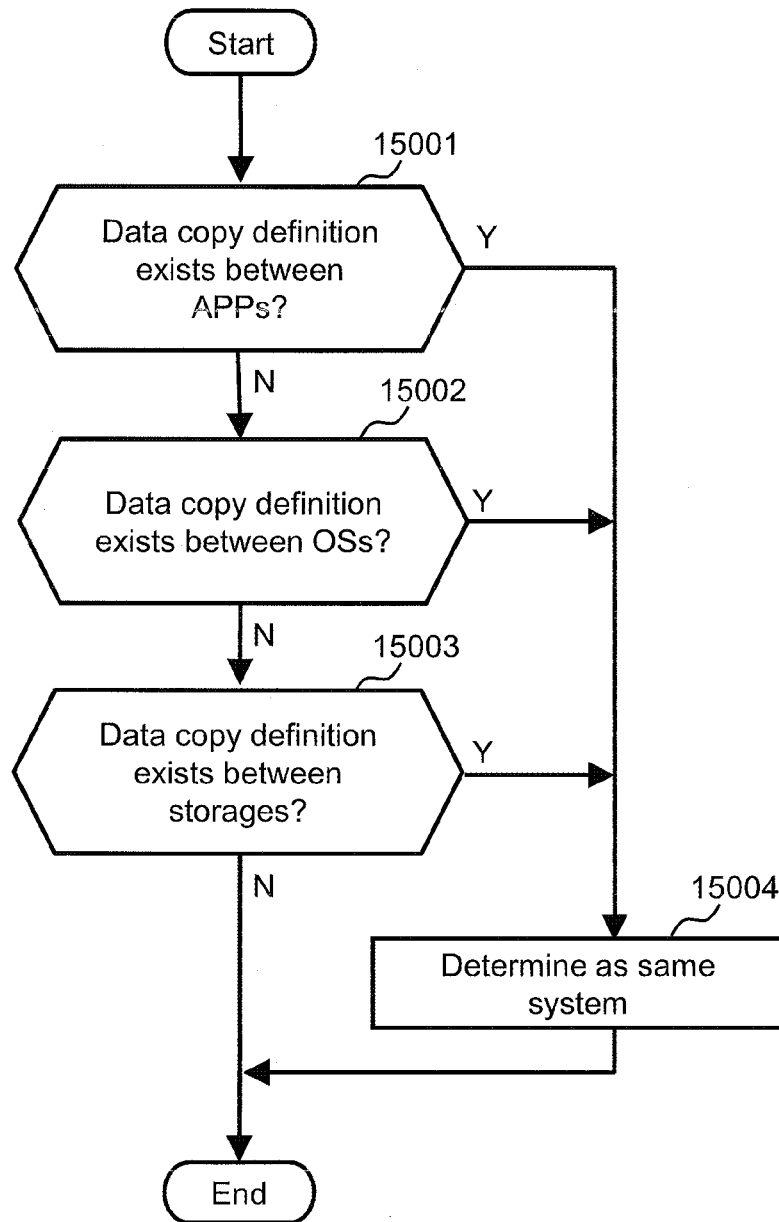 Start
15001
Data copy definition
exists between
APPs?
Y
N
15002
Data copy definition
exists between OSs?
Y
N
15003
Data copy definition
exists between
storages?
Y
N
15004
Determine as same
system
End